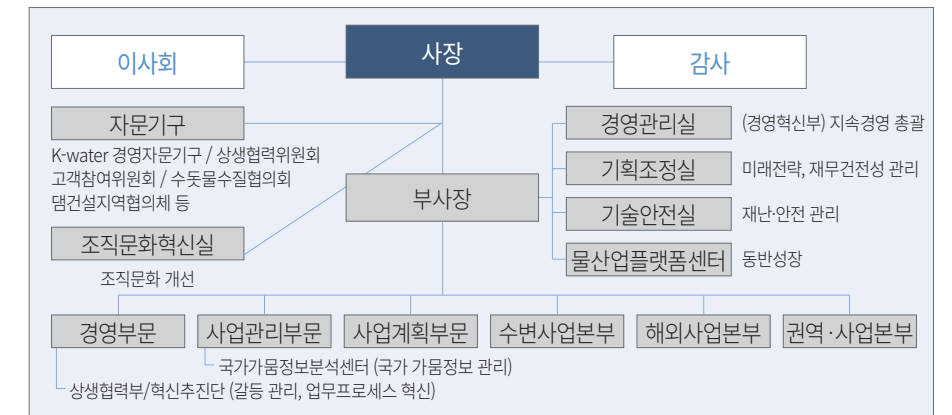 이사회
사장
감사
자문기구
K-water 경영자문기구 / 상생협력위원회
고객참여위원회 / 수돗물수질협의회
댐건설지역협의체 등
조직문화혁신실
조직문화 개선
부사장
경영관리실 (경영혁신부) 지속경영 총괄
기획조정실 미래전략, 재무건전성 관리
기술안전실 재난·안전 관리
물산업플랫폼센터 동반성장
경영부문
사업관리부문
사업계획부문
수변사업본부
해외사업본부
권역·사업본부
국가가뭄정보분석센터 (국가 가뭄정보 관리)
상생협력부/혁신추진단 (갈등 관리, 업무프로세스 혁신)